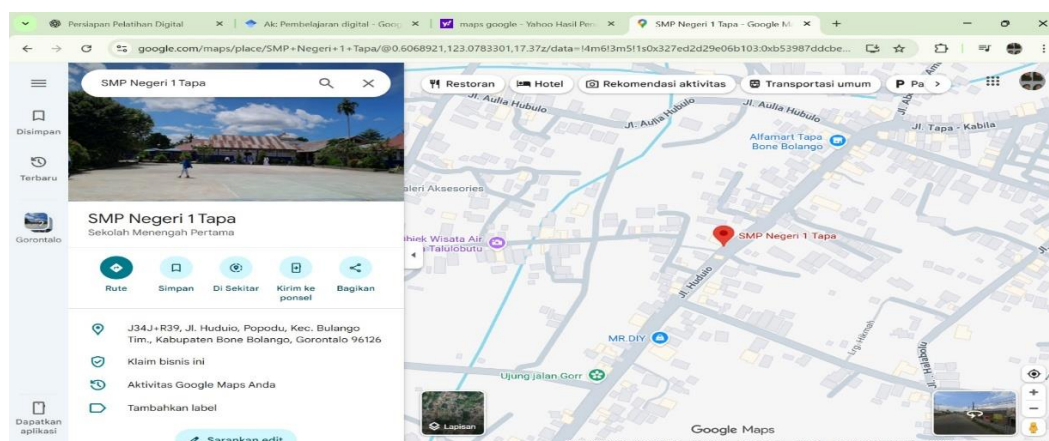 Persiapan Pelatihan Digital
Ak: Pembelajaran digital - Goog
maps google - Yahoo Hasil Pen
SMP Negeri 1 Tapa - Google M
google.com/maps/place/SMP+Negeri+1+Tapa/@0.6068921,123.0783301,17.37z/data=!4m6!3m5!1s0x327ed2d29e06b103:0xb53987ddcbe...
SMP Negeri 1 Tapa
Restoran
Hotel
Rekomendasi aktivitas
Transportasi umum
P Pa
Disimpan
Terbaru
Gorontalo
Dapatkan
aplikasi
SMP Negeri 1 Tapa
Sekolah Menengah Pertama
Rute
Simpan
Di Sekitar
Kirim ke
ponsel
Bagikan
J34J+R39, Jl. Huduio, Popodu, Kec. Bulango
Tim., Kabupaten Bone Bolango, Gorontalo 96126
Klaim bisnis ini
Aktivitas Google Maps Anda
Tambahkan label
Sarankan edit
Jl. Aulia Hubulo
Jl. Aulia Hubulo
Jl. Aulia Hubulo
Jl. Tapa - Kabila
Alfamart Tapa
Bone Bolango
aleri Aksesories
Wisata Air
Talulobutu
SMP Negeri 1 Tapa
Jl. Huduio
MR.DIY
Lrg. Hikmah
Ujung jalan Gorr
Lapisan
Google Maps